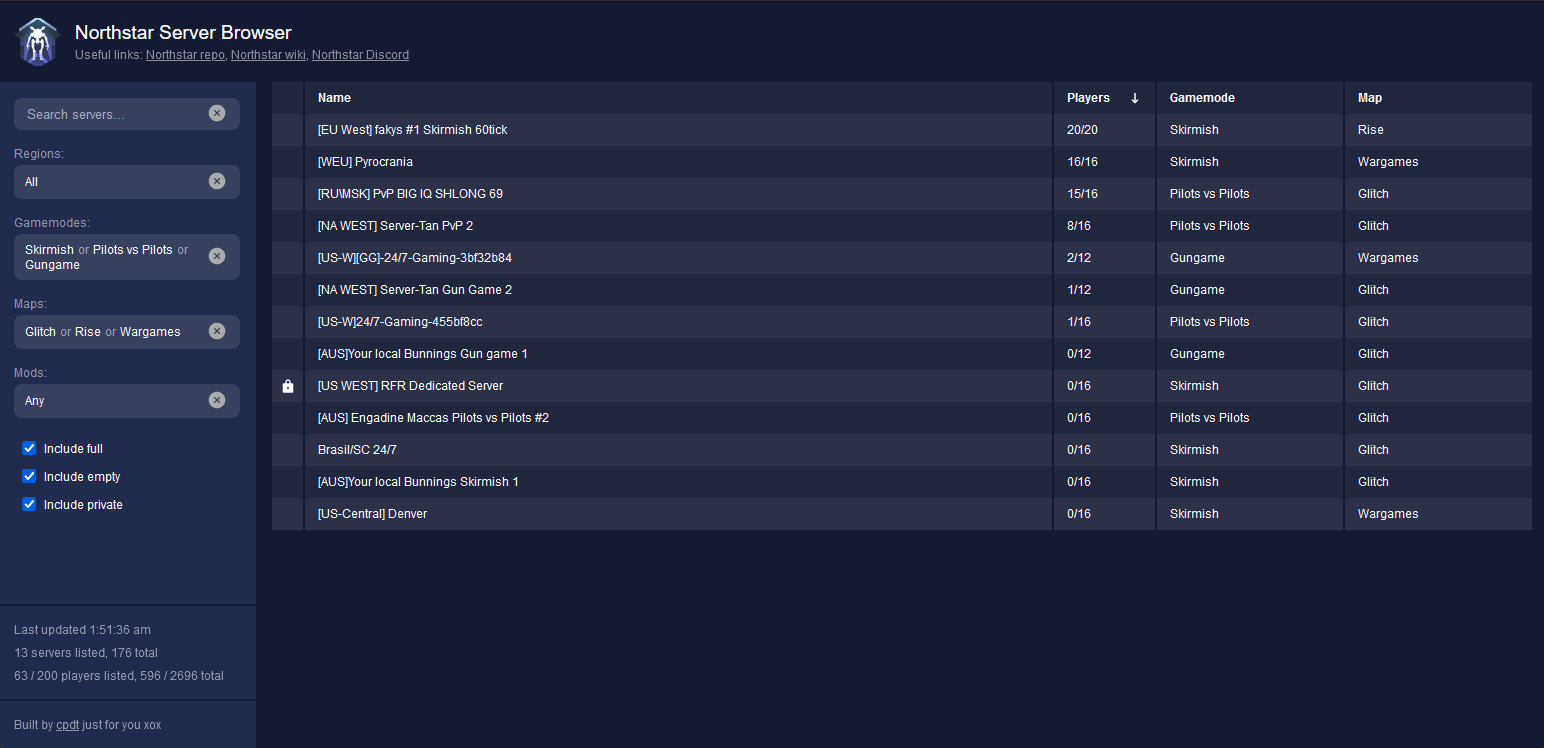 Northstar Server Browser
Useful links: Northstar repo, Northstar wiki, Northstar Discord
Search servers...
Regions:
All
Gamemodes:
Skirmish or Pilots vs Pilots or
Gungame
Maps:
Glitch or Rise or Wargames
Mods:
Any
Include full
Include empty
Include private
Last updated 1:51:36 am
13 servers listed, 176 total
63 / 200 players listed, 596 / 2696 total
Built by cpdt just for you xox
Name Players ↓ Gamemode Map
[EU West] fakys #1 Skirmish 60tick 20/20 Skirmish Rise
[WEU] Pyrocrania 16/16 Skirmish Wargames
[RU\MSK] PvP BIG IQ SHLONG 69 15/16 Pilots vs Pilots Glitch
[NA WEST] Server-Tan PvP 2 8/16 Pilots vs Pilots Glitch
[US-W][GG]-24/7-Gaming-3bf32b84 2/12 Gungame Wargames
[NA WEST] Server-Tan Gun Game 2 1/12 Gungame Glitch
[US-W]24/7-Gaming-455bf8cc 1/16 Pilots vs Pilots Glitch
[AUS]Your local Bunnings Gun game 1 0/12 Gungame Glitch
[US WEST] RFR Dedicated Server 0/16 Skirmish Glitch
[AUS] Engadine Maccas Pilots vs Pilots #2 0/16 Pilots vs Pilots Glitch
Brasil/SC 24/7 0/16 Skirmish Glitch
[AUS]Your local Bunnings Skirmish 1 0/16 Skirmish Glitch
[US-Central] Denver 0/16 Skirmish Wargames